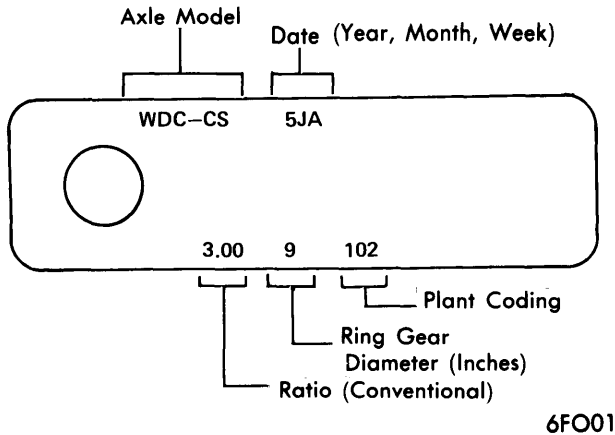 Axle Model
Date (Year, Month, Week)
WDC–CS 5JA
3.00 9 102
Plant Coding
Ring Gear
Diameter (Inches)
Ratio (Conventional)
6FO01